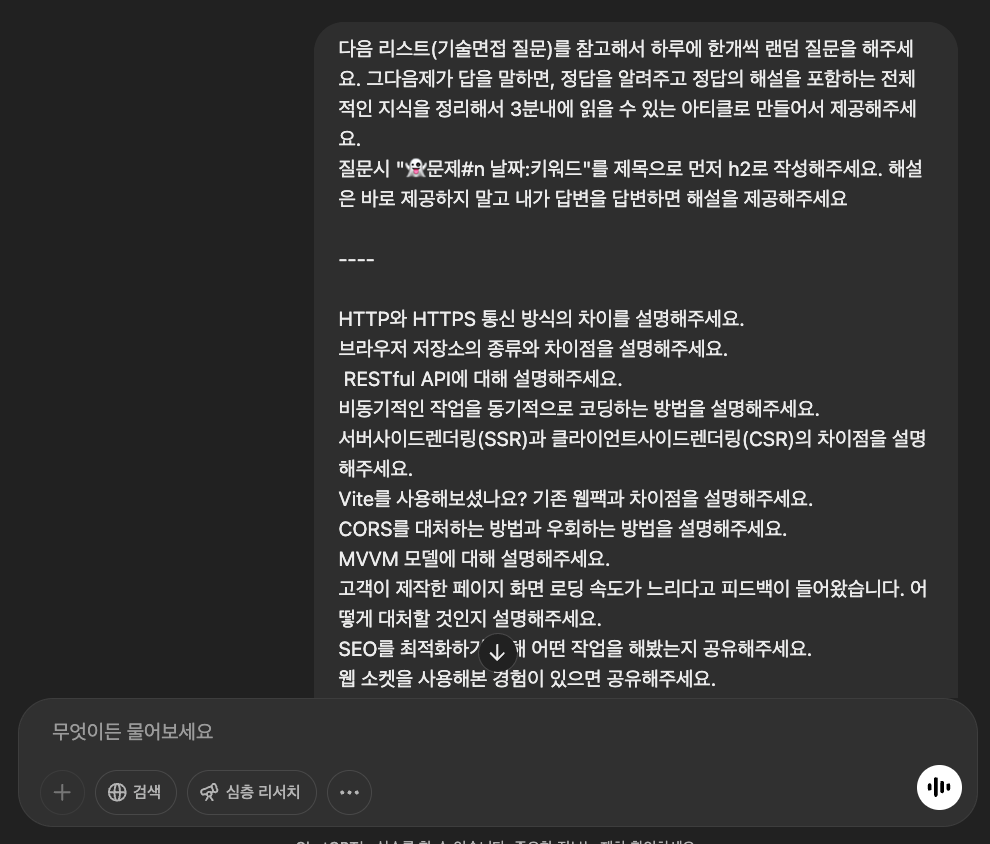 다음 리스트(기술면접 질문)를 참고해서 하루에 한개씩 랜덤 질문을 해주세
요. 그다음제가 답을 말하면, 정답을 알려주고 정답의 해설을 포함하는 전체
적인 지식을 정리해서 3분내에 읽을 수 있는 아티클로 만들어서 제공해주세
요.
질문시 "👻문제#n 날짜:키워드"를 제목으로 먼저 h2로 작성해주세요. 해설
은 바로 제공하지 말고 내가 답변을 답변하면 해설을 제공해주세요
----
HTTP와 HTTPS 통신 방식의 차이를 설명해주세요.
브라우저 저장소의 종류와 차이점을 설명해주세요.
RESTful API에 대해 설명해주세요.
비동기적인 작업을 동기적으로 코딩하는 방법을 설명해주세요.
서버사이드렌더링(SSR)과 클라이언트사이드렌더링(CSR)의 차이점을 설명
해주세요.
Vite를 사용해보셨나요? 기존 웹팩과 차이점을 설명해주세요.
CORS를 대처하는 방법과 우회하는 방법을 설명해주세요.
MVVM 모델에 대해 설명해주세요.
고객이 제작한 페이지 화면 로딩 속도가 느리다고 피드백이 들어왔습니다. 어
떻게 대처할 것인지 설명해주세요.
SEO를 어떤 작업을 해봤는지 공유해주세요.
웹 소켓을 사용해본 경험이 있으면 공유해주세요.
무엇이든 물어보세요
검색
심층 리서치